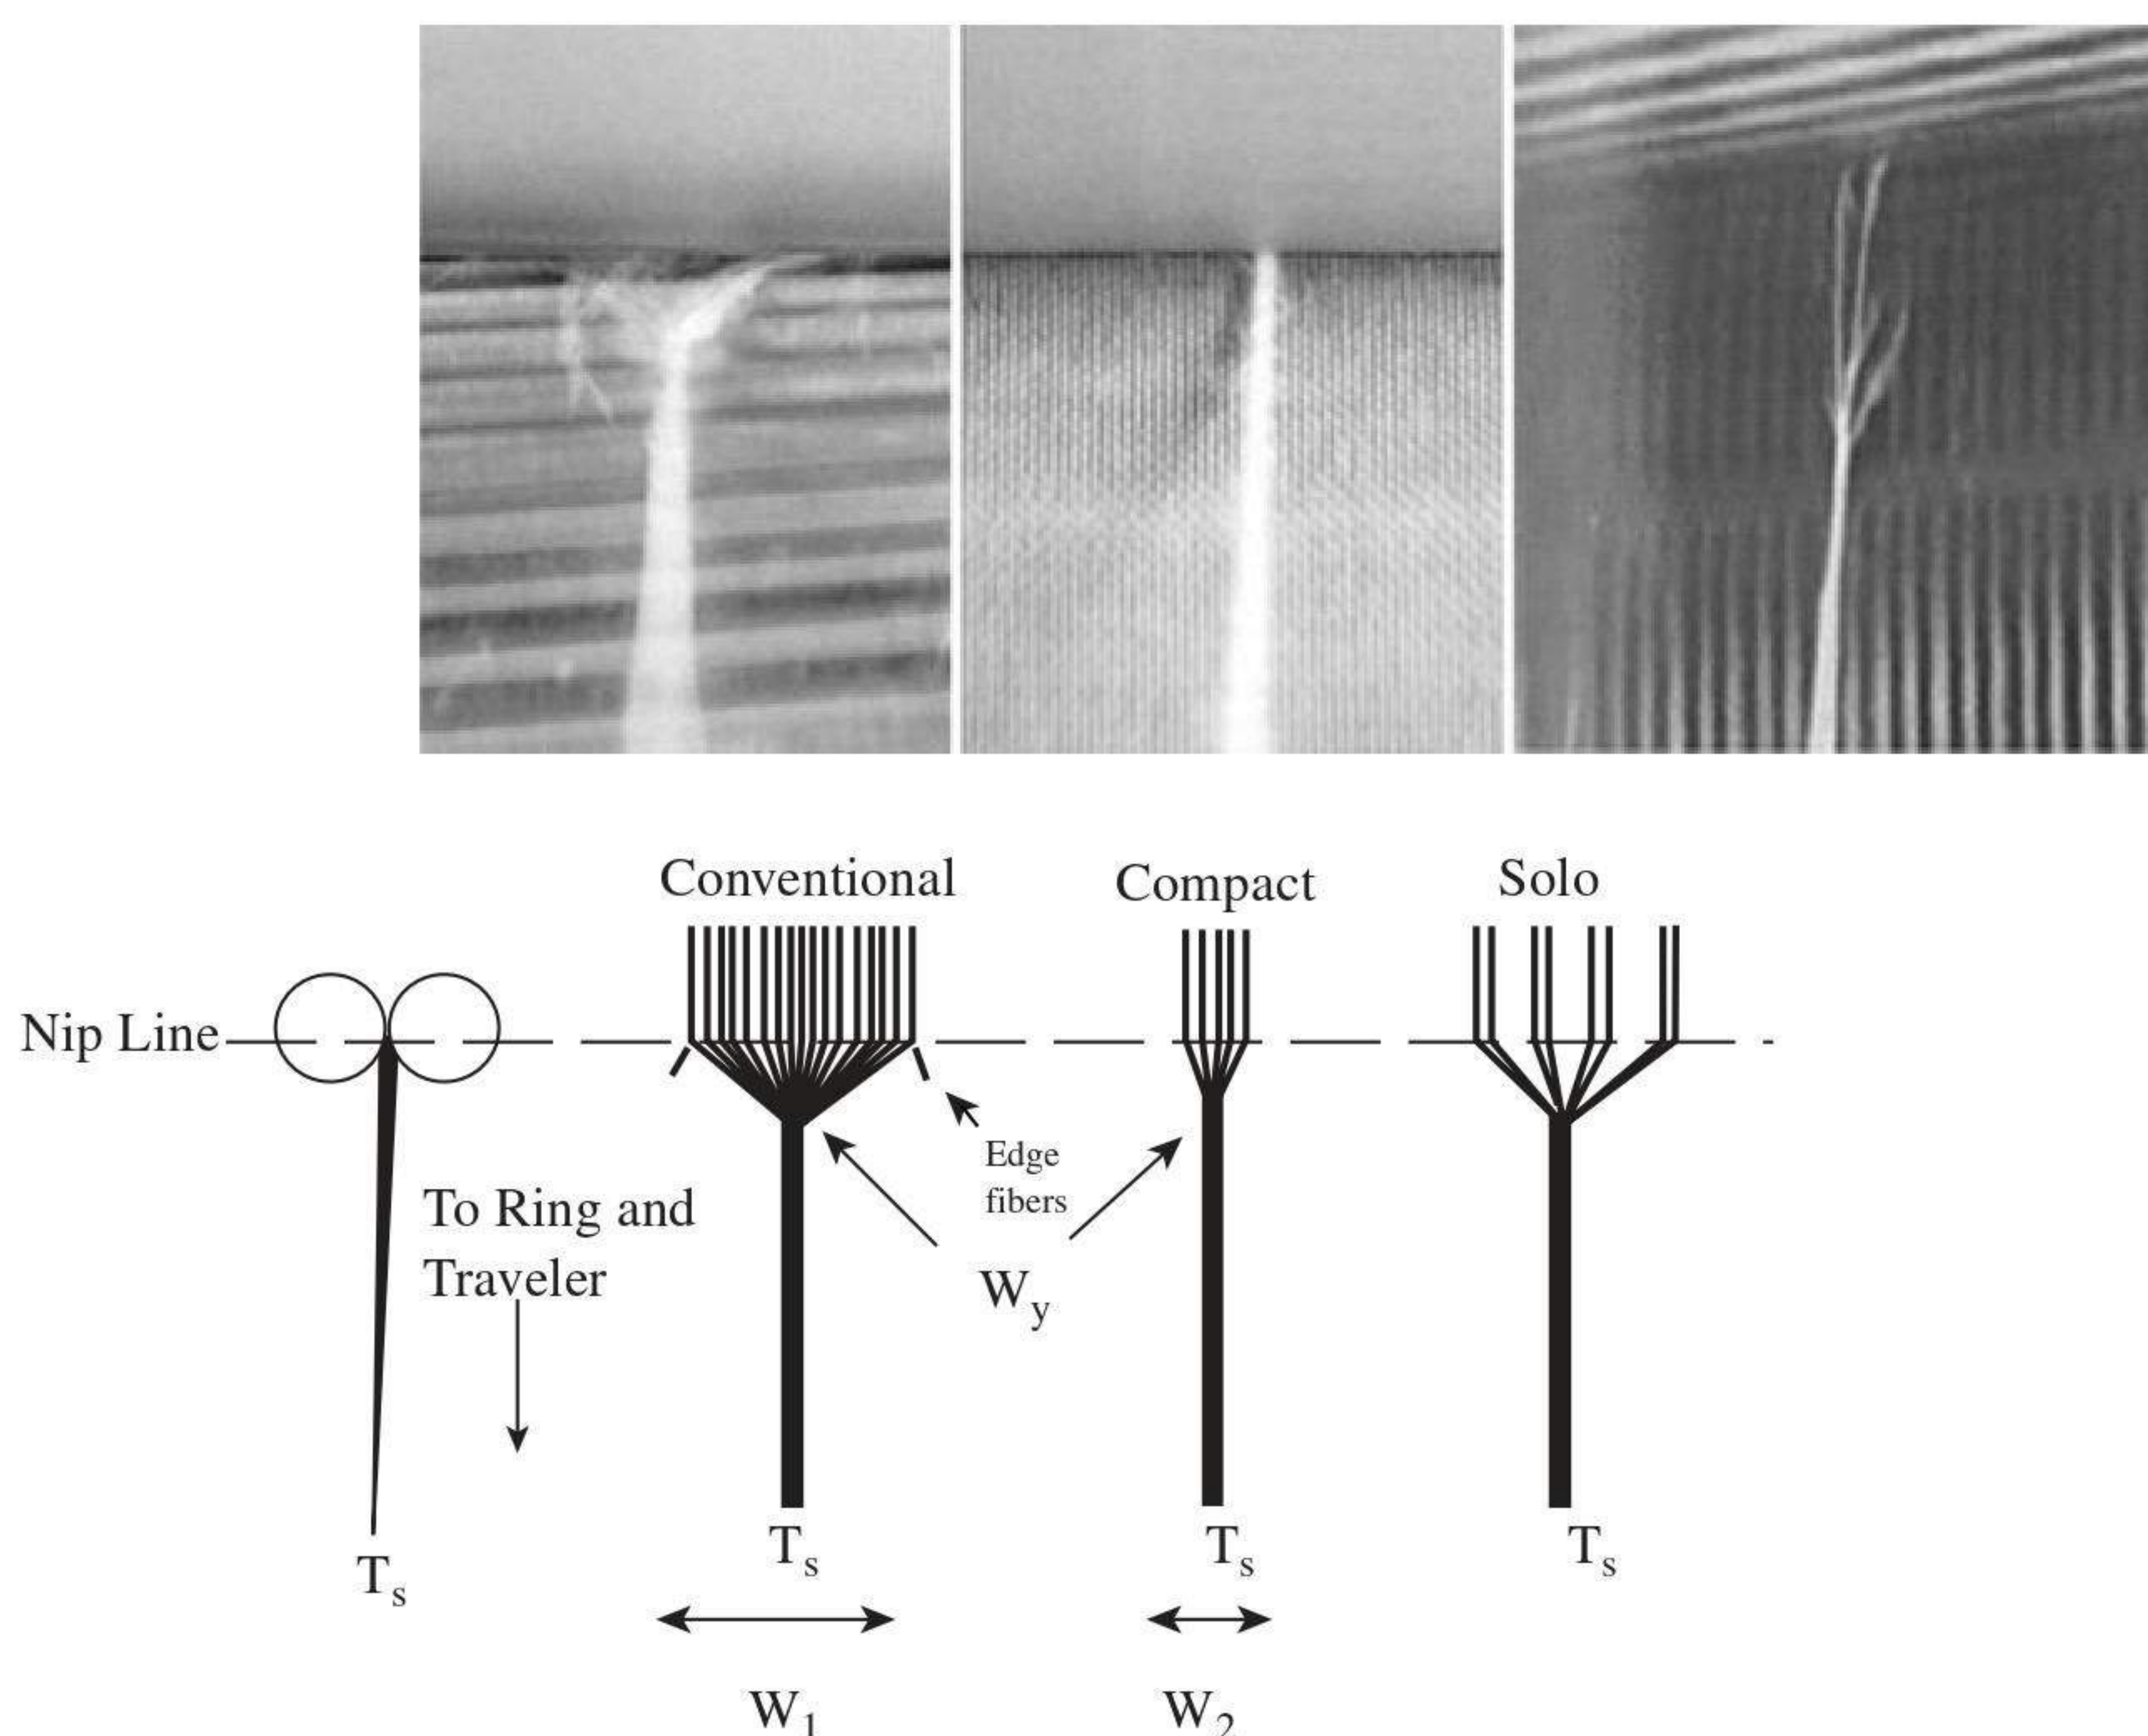 Conventional
Compact
Solo
Nip Line
Edge
fibers
To Ring and
Traveler
Wy
Ts
Ts
Ts
Ts
W1
W2